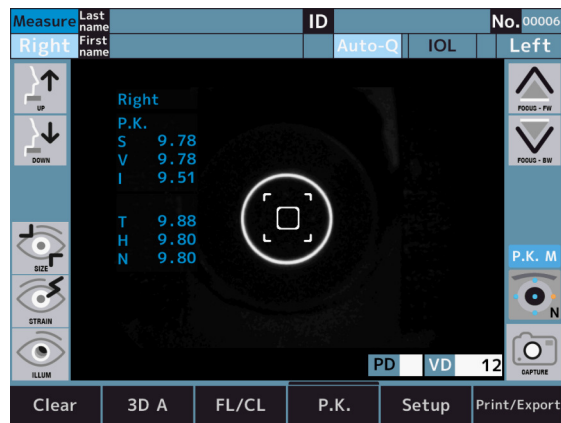 Measure Last name ID No. 00006
Right First name Auto-Q IOL Left
UP
FOCUS - FW
Right
P.K.
S 9.78
DOWN
V 9.78
FOCUS - BW
I 9.51
T 9.88
H 9.80
N 9.80
SIZE
P.K. M
N
STRAIN
ILLUM
PD VD 12
CAPTURE
Clear 3D A FL/CL P.K. Setup Print/Export